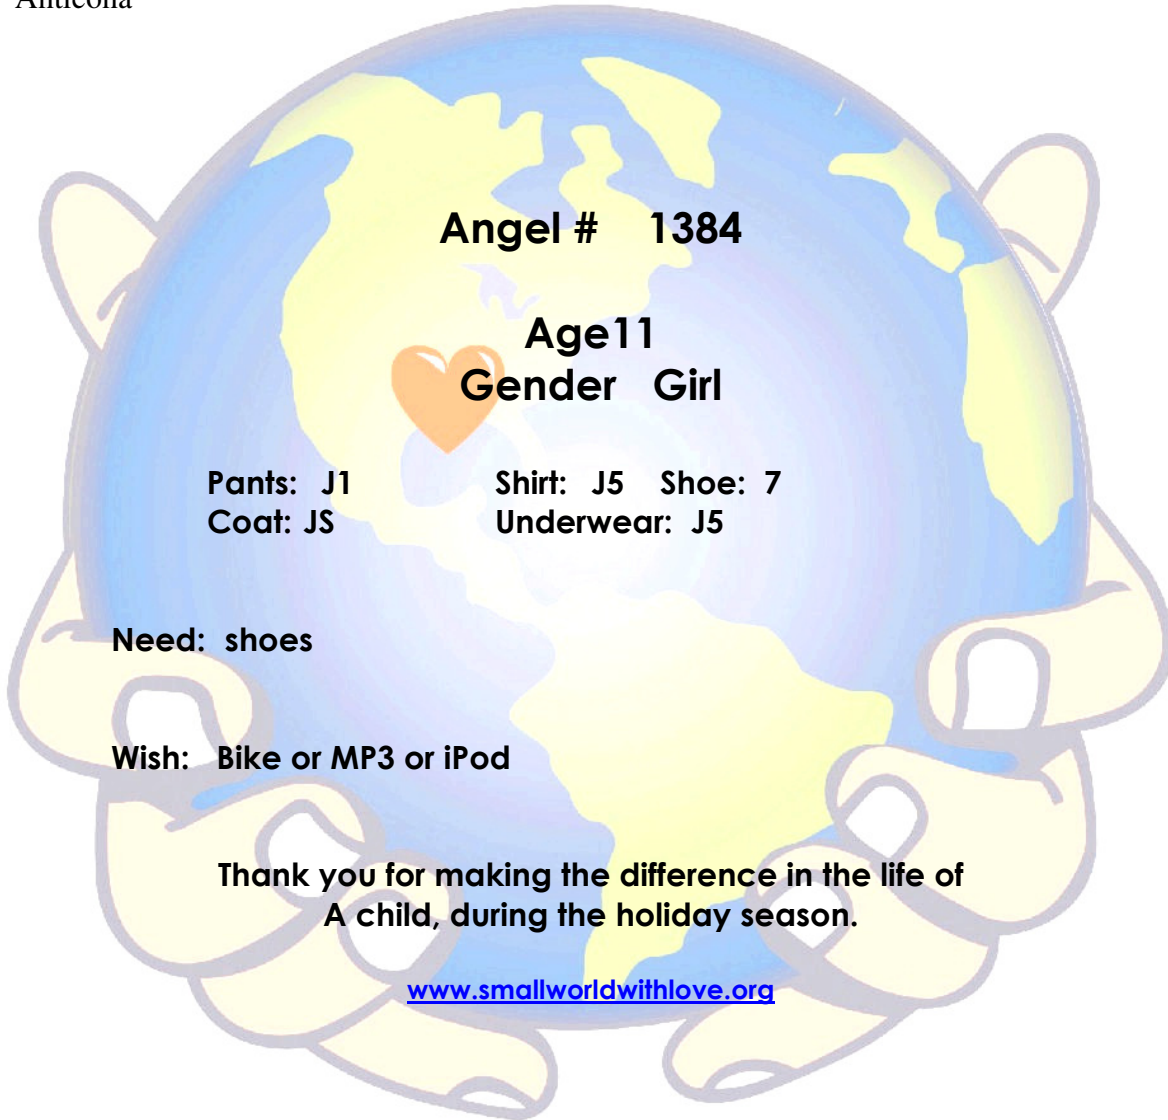 Anticona
Angel # 1384
Age11
Gender Girl
Pants: J1 Shirt: J5 Shoe: 7
Coat: JS Underwear: J5
Need: shoes
Wish: Bike or MP3 or iPod
Thank you for making the difference in the life of
A child, during the holiday season.
www.smallworldwithlove.org